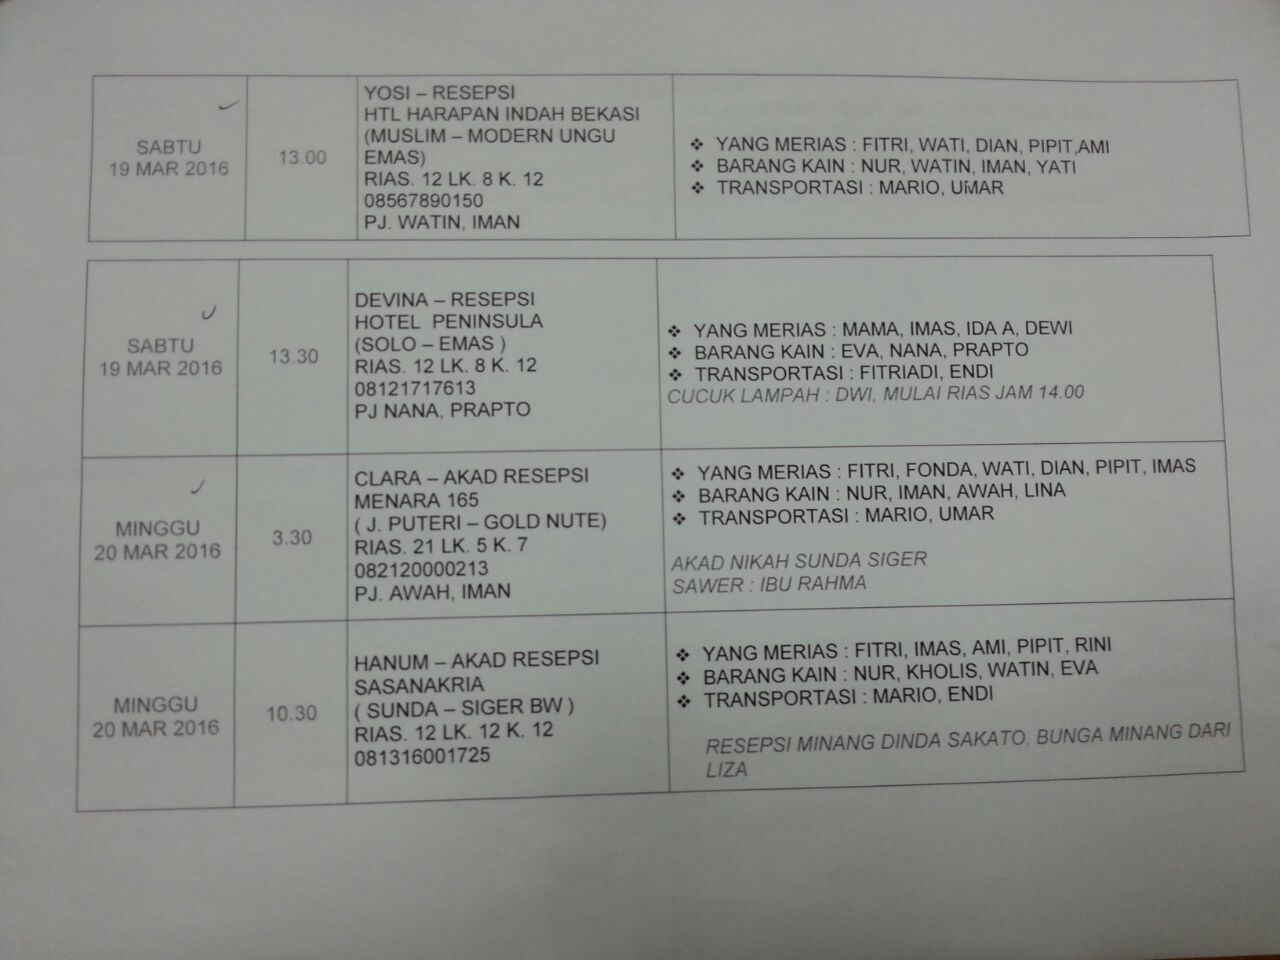 SABTU
19 MAR 2016
13.00
YOSI – RESEPSI
HTL HARAPAN INDAH BEKASI
(MUSLIM – MODERN UNGU
EMAS)
RIAS. 12 LK. 8 K. 12
08567890150
PJ. WATIN, IMAN
❖ YANG MERIAS : FITRI, WATI, DIAN, PIPIT,AMI
❖ BARANG KAIN : NUR, WATIN, IMAN, YATI
❖ TRANSPORTASI : MARIO, UMAR
SABTU
19 MAR 2016
13.30
DEVINA – RESEPSI
HOTEL PENINSULA
(SOLO – EMAS )
RIAS. 12 LK. 8 K. 12
08121717613
PJ NANA, PRAPTO
❖ YANG MERIAS : MAMA, IMAS, IDA A, DEWI
❖ BARANG KAIN : EVA, NANA, PRAPTO
❖ TRANSPORTASI : FITRIADI, ENDI
CUCUK LAMPAH : DWI, MULAI RIAS JAM 14.00
MINGGU
20 MAR 2016
3.30
CLARA – AKAD RESEPSI
MENARA 165
( J. PUTERI – GOLD NUTE)
RIAS. 21 LK. 5 K. 7
082120000213
PJ. AWAH, IMAN
❖ YANG MERIAS : FITRI, FONDA, WATI, DIAN, PIPIT, IMAS
❖ BARANG KAIN : NUR, IMAN, AWAH, LINA
❖ TRANSPORTASI : MARIO, UMAR
AKAD NIKAH SUNDA SIGER
SAWER : IBU RAHMA
MINGGU
20 MAR 2016
10.30
HANUM – AKAD RESEPSI
SASANAKRIA
( SUNDA – SIGER BW )
RIAS. 12 LK. 12 K. 12
081316001725
❖ YANG MERIAS : FITRI, IMAS, AMI, PIPIT, RINI
❖ BARANG KAIN : NUR, KHOLIS, WATIN, EVA
❖ TRANSPORTASI : MARIO, ENDI
RESEPSI MINANG DINDA SAKATO, BUNGA MINANG DARI
LIZA